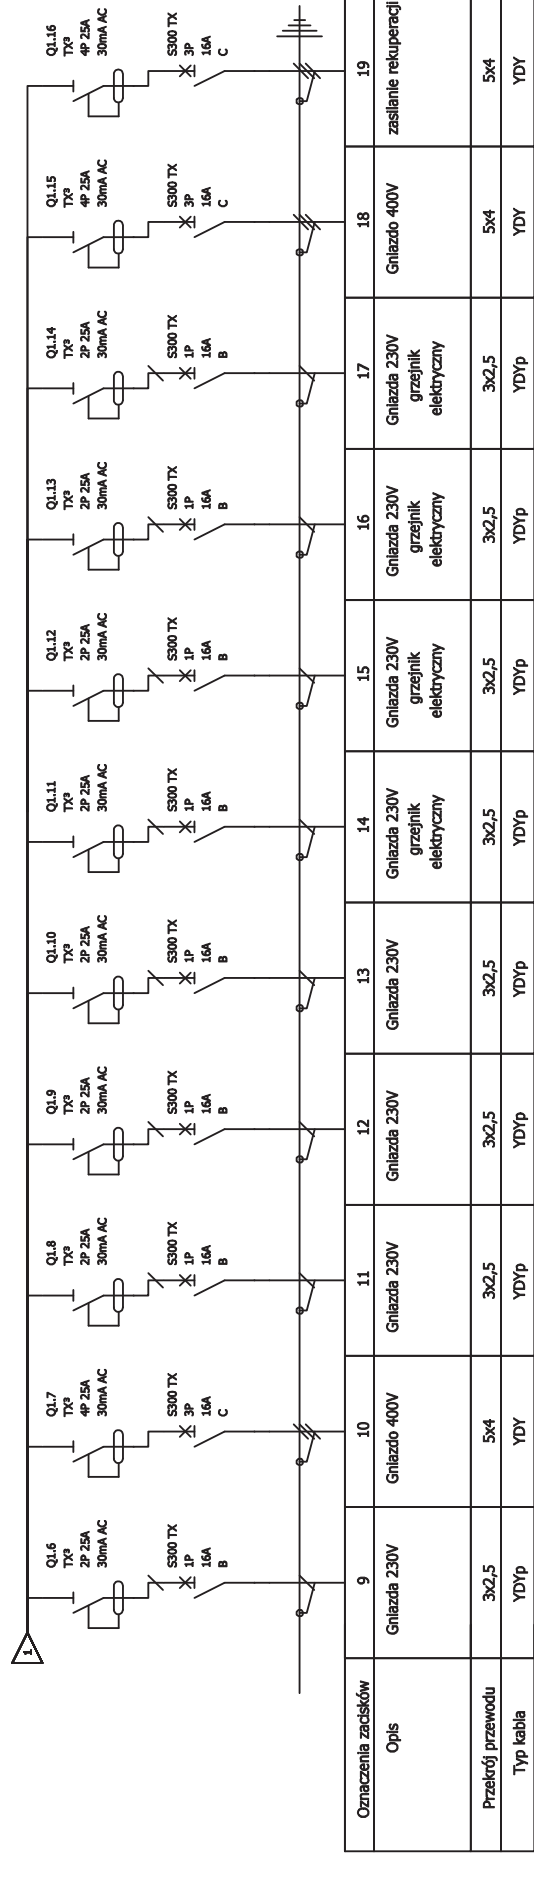 1
Q1.6
TX³
2P 25A
30mA AC
Q1.7
TX³
4P 25A
30mA AC
Q1.8
TX³
2P 25A
30mA AC
Q1.9
TX³
2P 25A
30mA AC
Q1.10
TX³
2P 25A
30mA AC
Q1.11
TX³
2P 25A
30mA AC
Q1.12
TX³
2P 25A
30mA AC
Q1.13
TX³
2P 25A
30mA AC
Q1.14
TX³
2P 25A
30mA AC
Q1.15
TX³
4P 25A
30mA AC
Q1.16
TX³
4P 25A
30mA AC
S300 TX
1P
16A
B
S300 TX
3P
16A
C
S300 TX
1P
16A
B
S300 TX
1P
16A
B
S300 TX
1P
16A
B
S300 TX
1P
16A
B
S300 TX
1P
16A
B
S300 TX
1P
16A
B
S300 TX
1P
16A
B
S300 TX
3P
16A
C
S300 TX
3P
16A
C
Oznaczenia zacisków 9 10 11 12 13 14 15 16 17 18 19
Opis
Gniazda 230V
Gniazdo 400V
Gniazda 230V
Gniazda 230V
Gniazda 230V
Gniazda 230V
grzejnik
elektryczny
Gniazda 230V
grzejnik
elektryczny
Gniazda 230V
grzejnik
elektryczny
Gniazda 230V
grzejnik
elektryczny
Gniazdo 400V
zasilanie rekuperacji
Przekrój przewodu 3x2,5 5x4 3x2,5 3x2,5 3x2,5 3x2,5 3x2,5 3x2,5 3x2,5 5x4 5x4
Typ kabla YDYp YDY YDYp YDYp YDYp YDYp YDYp YDYp YDYp YDY YDY